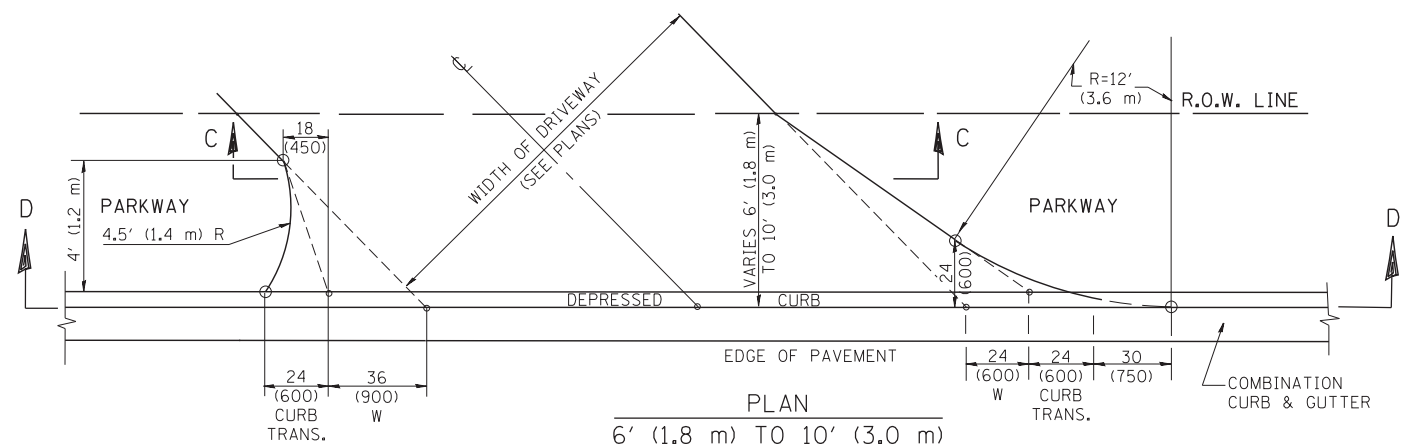 ℄
WIDTH OF DRIVEWAY
(SEE PLANS)
R=12'
(3.6 m)
R.O.W. LINE
C
18
(450)
C
4' (1.2 m)
PARKWAY
4.5' (1.4 m) R
VARIES 6' (1.8 m)
TO 10' (3.0 m)
PARKWAY
D
D
24
(600)
DEPRESSED CURB
EDGE OF PAVEMENT
24
(600)
CURB
TRANS.
36
(900)
W
24
(600)
W
24
(600)
CURB
TRANS.
30
(750)
COMBINATION
CURB & GUTTER
PLAN
6' (1.8 m) TO 10' (3.0 m)